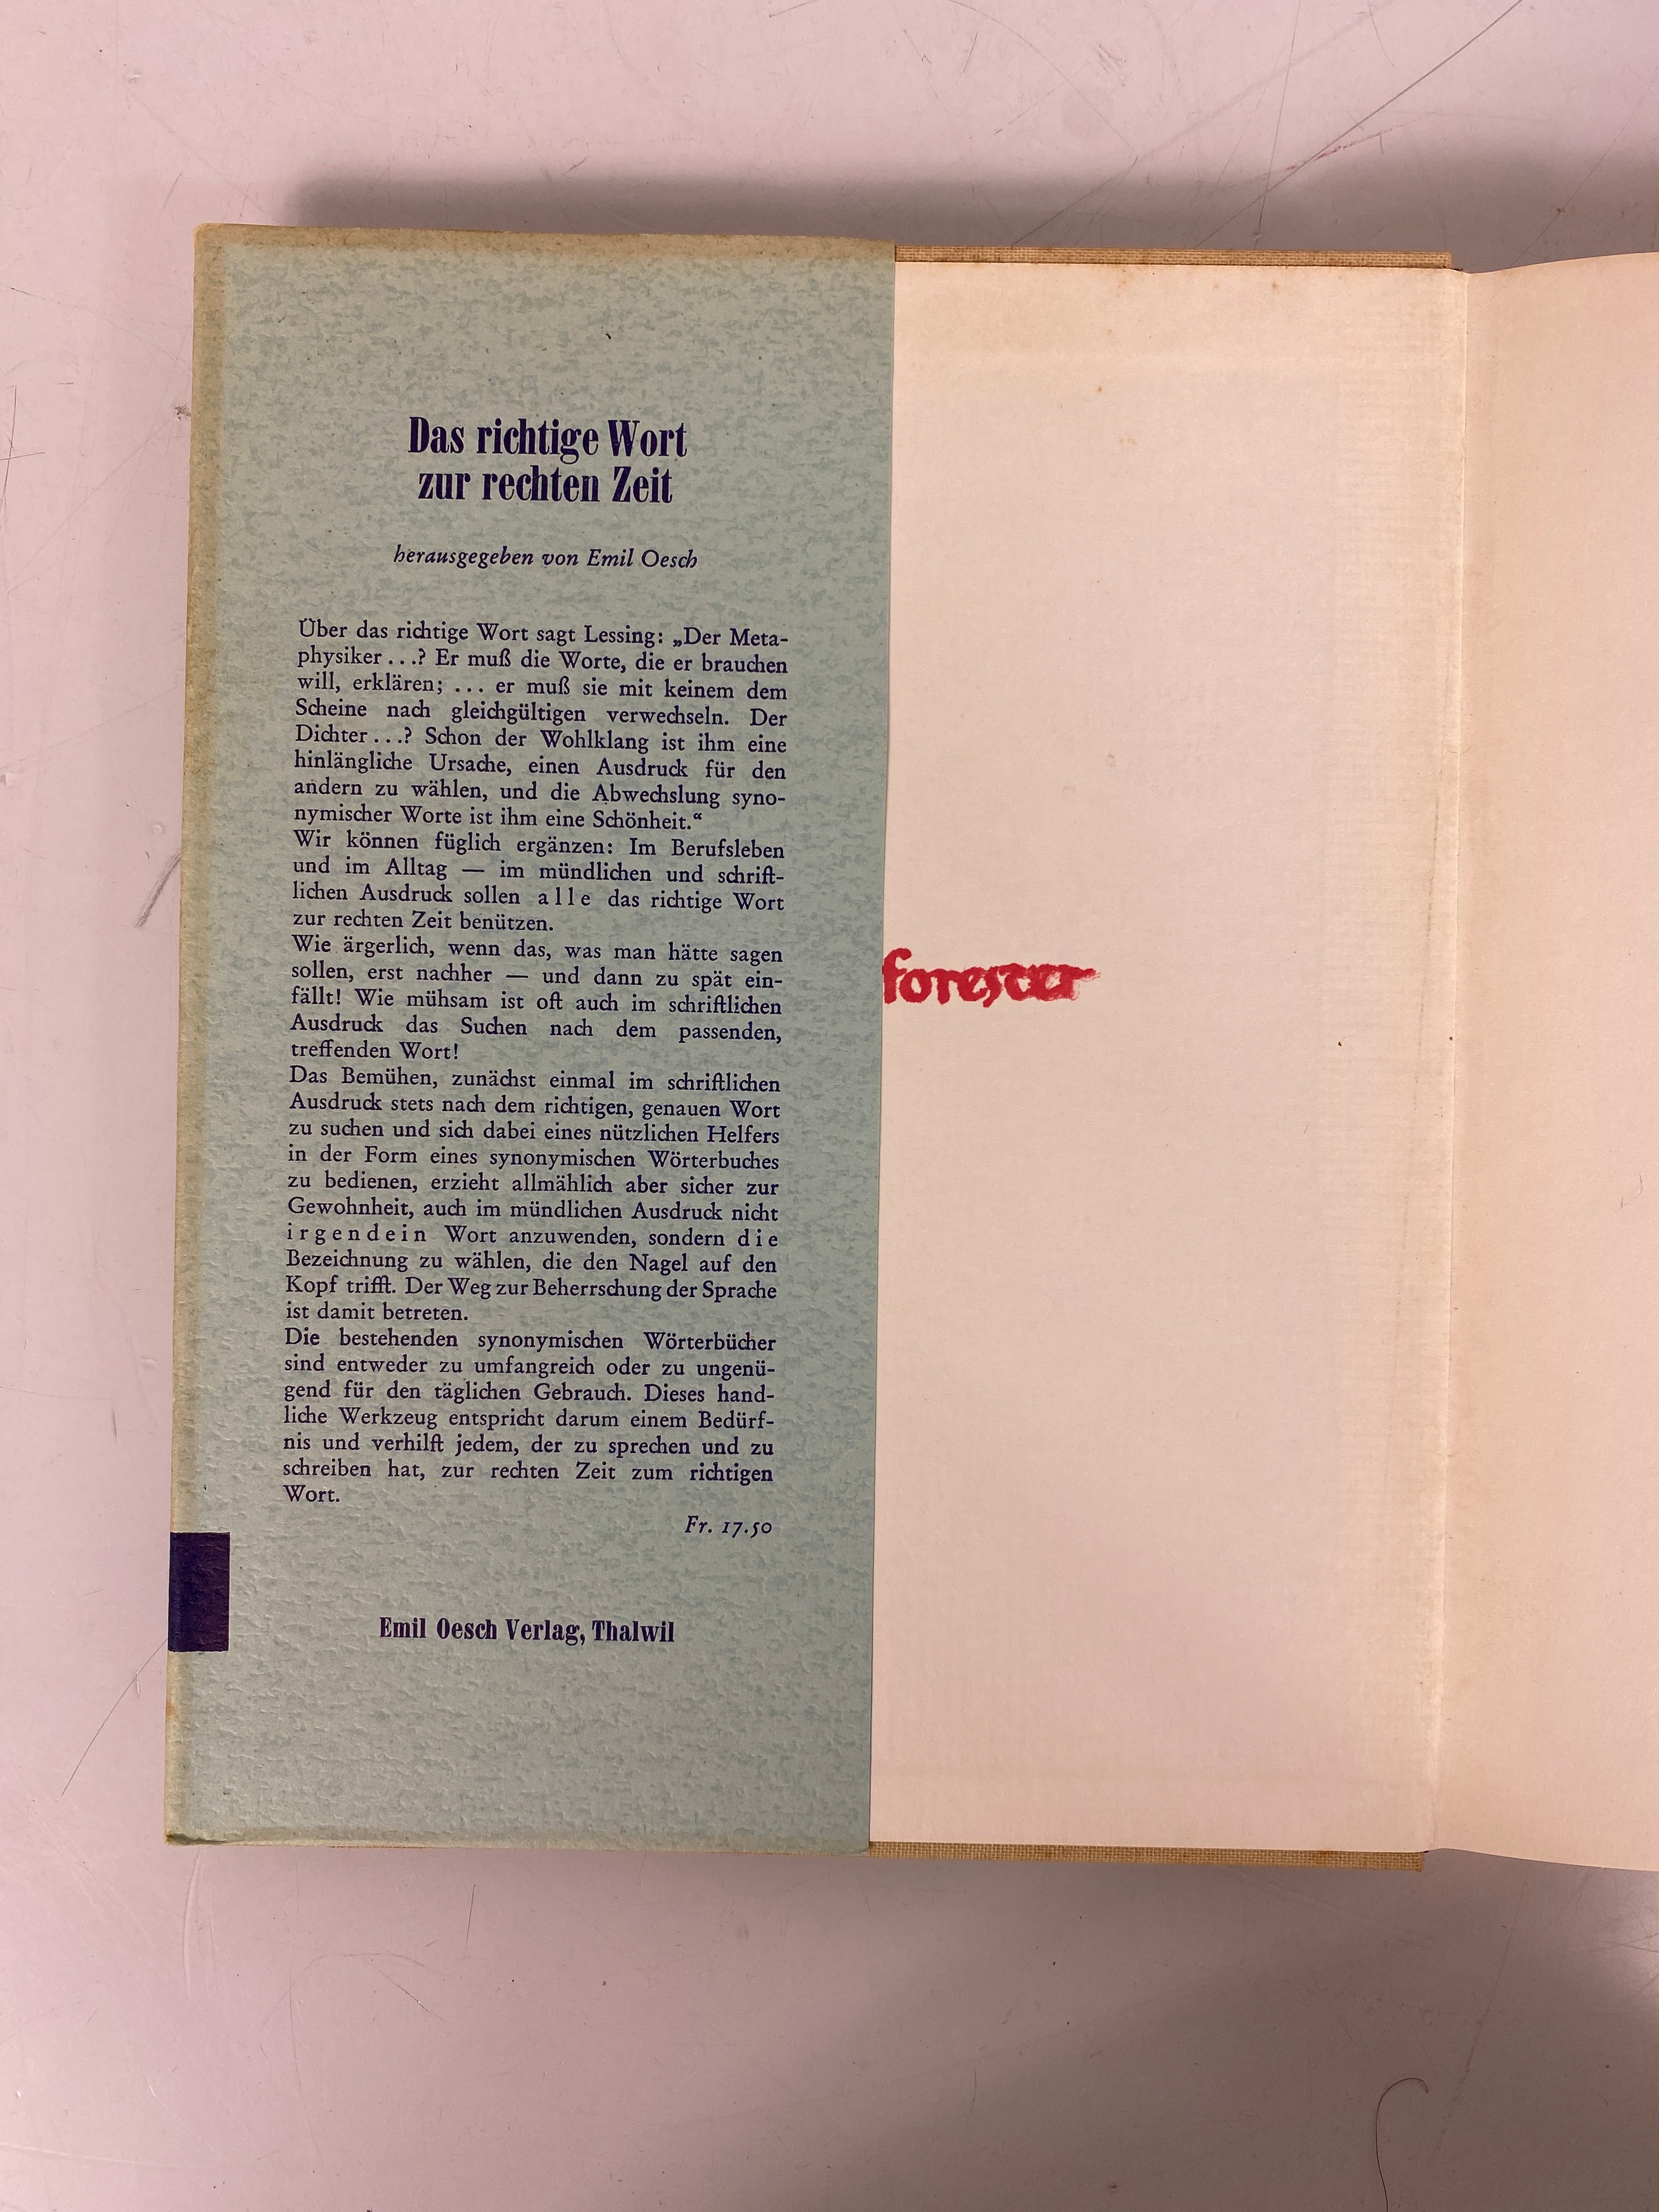 Das richtige Wort
zur rechten Zeit
herausgegeben von Emil Oesch
Über das richtige Wort sagt Lessing: „Der Meta-
physiker . . .? Er muß die Worte, die er brauchen
will, erklären; . . . er muß sie mit keinem dem
Scheine nach gleichgültigen verwechseln. Der
Dichter . . .? Schon der Wohlklang ist ihm eine
hinlängliche Ursache, einen Ausdruck für den
andern zu wählen, und die Abwechslung syno-
nymischer Worte ist ihm eine Schönheit.“
Wir können füglich ergänzen: Im Berufsleben
und im Alltag — im mündlichen und schrift-
lichen Ausdruck sollen alle das richtige Wort
zur rechten Zeit benützen.
Wie ärgerlich, wenn das, was man hätte sagen
sollen, erst nachher — und dann zu spät ein-
fällt! Wie mühsam ist oft auch im schriftlichen
Ausdruck das Suchen nach dem passenden,
treffenden Wort!
Das Bemühen, zunächst einmal im schriftlichen
Ausdruck stets nach dem richtigen, genauen Wort
zu suchen und sich dabei eines nützlichen Helfers
in der Form eines synonymischen Wörterbuches
zu bedienen, erzieht allmählich aber sicher zur
Gewohnheit, auch im mündlichen Ausdruck nicht
irgendein Wort anzuwenden, sondern die
Bezeichnung zu wählen, die den Nagel auf den
Kopf trifft. Der Weg zur Beherrschung der Sprache
ist damit betreten.
Die bestehenden synonymischen Wörterbücher
sind entweder zu umfangreich oder zu ungenü-
gend für den täglichen Gebrauch. Dieses hand-
liche Werkzeug entspricht darum einem Bedürf-
nis und verhilft jedem, der zu sprechen und zu
schreiben hat, zur rechten Zeit zum richtigen
Wort.
Fr. 17.50
Emil Oesch Verlag, Thalwil